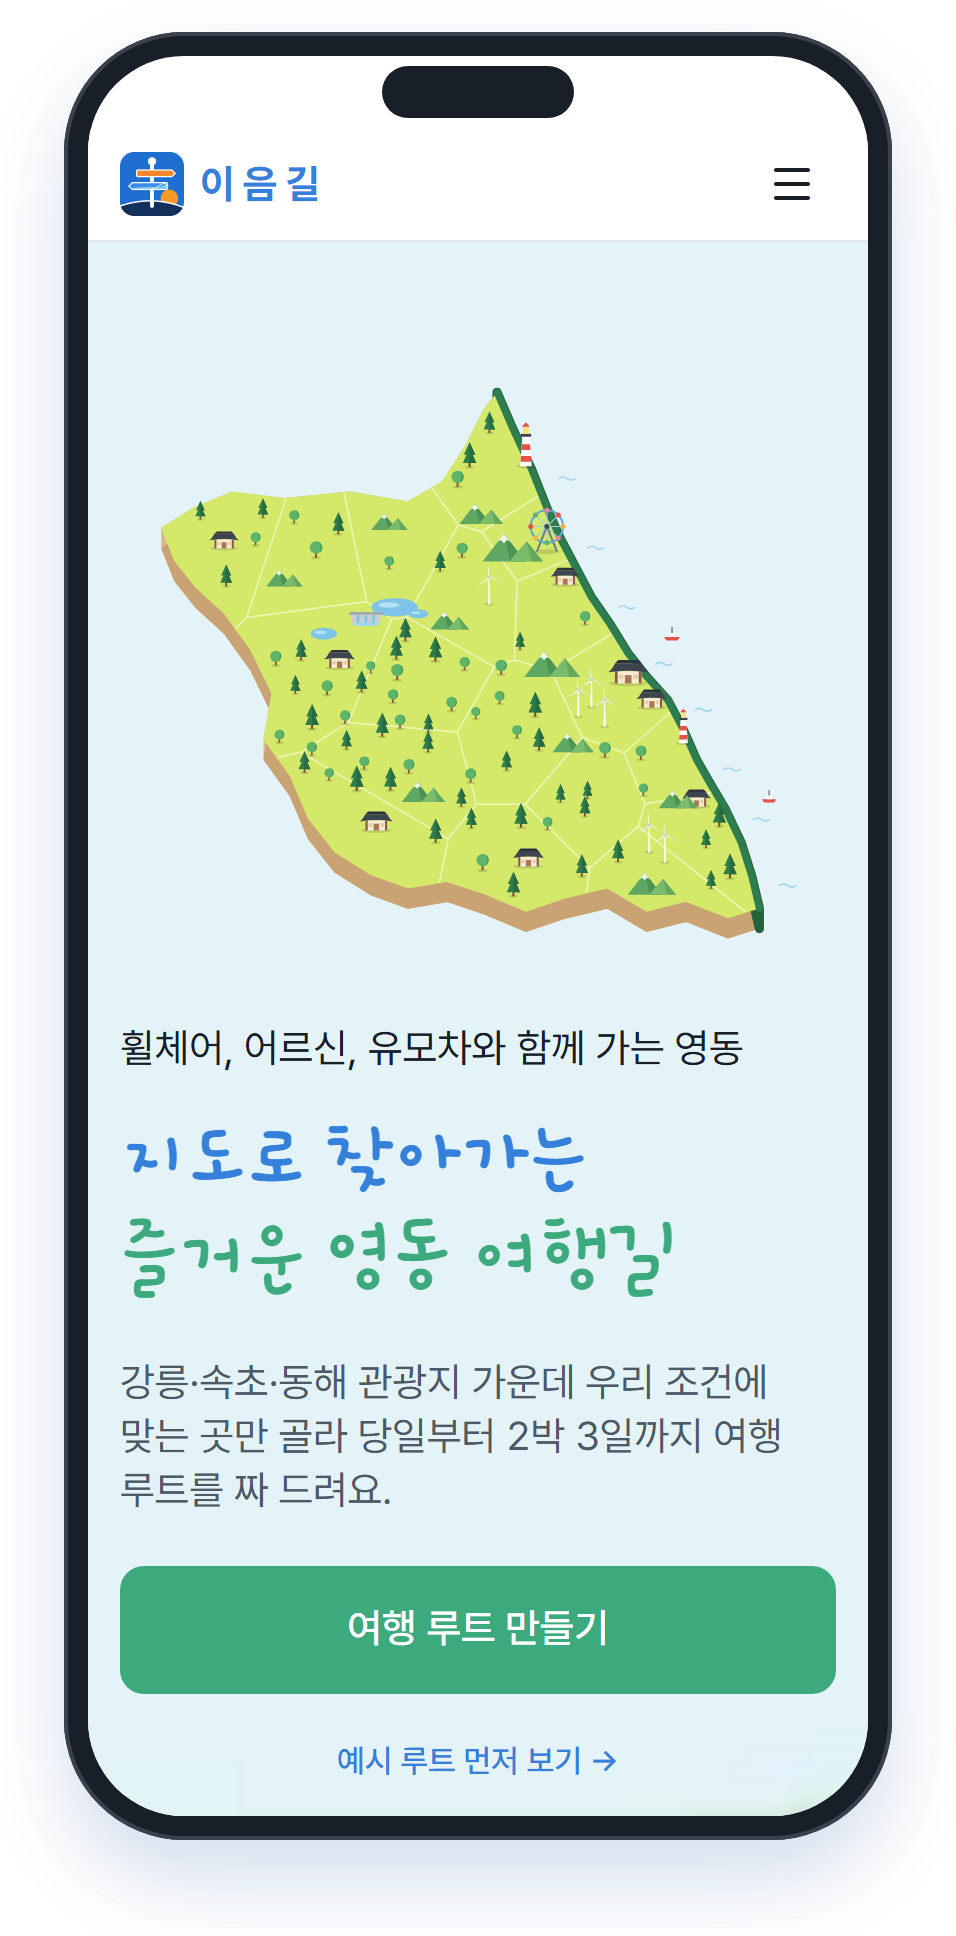 이음길
휠체어, 어르신, 유모차와 함께 가는 영동
지도로 찾아가는
즐거운 영동 여행길
강릉·속초·동해 관광지 가운데 우리 조건에
맞는 곳만 골라 당일부터 2박 3일까지 여행
루트를 짜 드려요.
여행 루트 만들기
예시 루트 먼저 보기 →